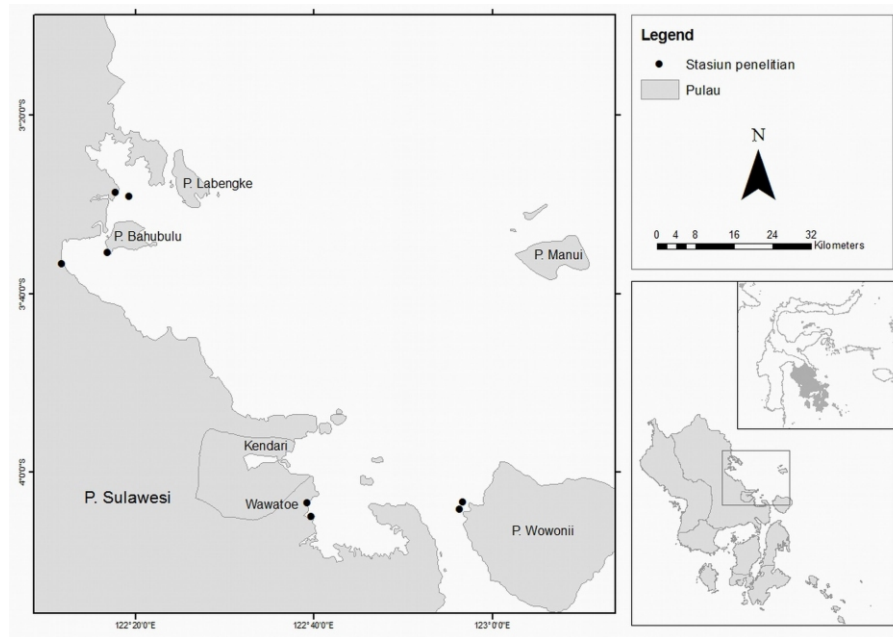 3°20'0"S
3°40'0"S
4°0'0"S
P. Labengke
P. Bahubulu
P. Manui
Kendari
P. Sulawesi
Wawatoe
P. Wowonii
122°20'0"E
122°40'0"E
123°0'0"E
Legend
Stasiun penelitian
Pulau
N
0 4 8 16 24 32
Kilometers